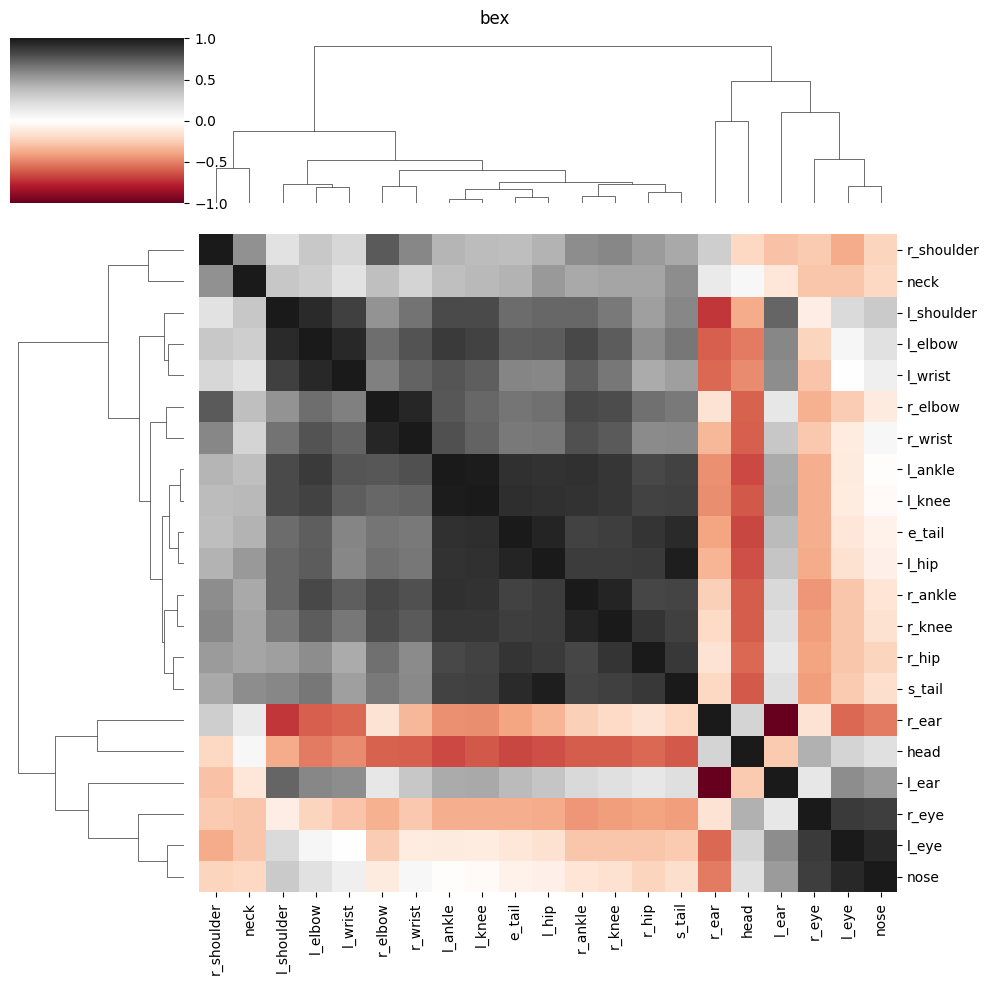 bex
1.0
0.5
0.0
−0.5
−1.0
r_shoulder
neck
l_shoulder
l_elbow
l_wrist
r_elbow
r_wrist
l_ankle
l_knee
e_tail
l_hip
r_ankle
r_knee
r_hip
s_tail
r_ear
head
l_ear
r_eye
l_eye
nose
r_shoulder
neck
l_shoulder
l_elbow
l_wrist
r_elbow
r_wrist
l_ankle
l_knee
e_tail
l_hip
r_ankle
r_knee
r_hip
s_tail
r_ear
head
l_ear
r_eye
l_eye
nose